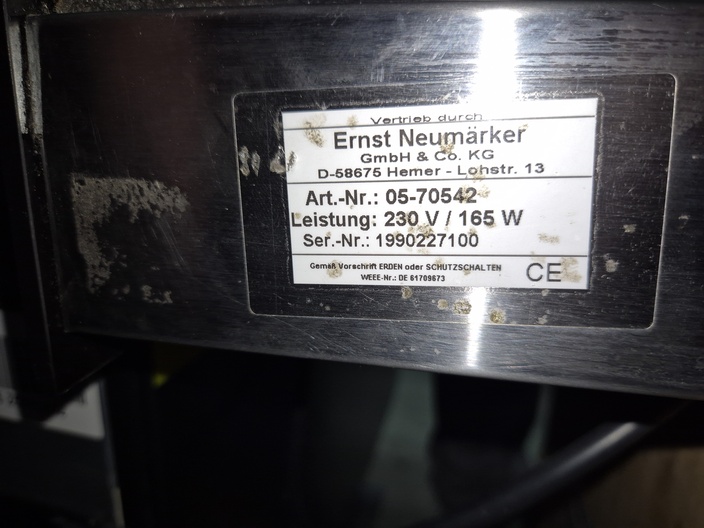 Vertrieb durch
Ernst Neumärker
GmbH & Co. KG
D-58675 Hemer - Lohstr. 13
Art.-Nr.: 05-70542
Leistung: 230 V / 165 W
Ser.-Nr.: 1990227100
Gemäß Vorschrift ERDEN oder SCHUTZSCHALTEN
WEEE-Nr.: DE 61709673
CE